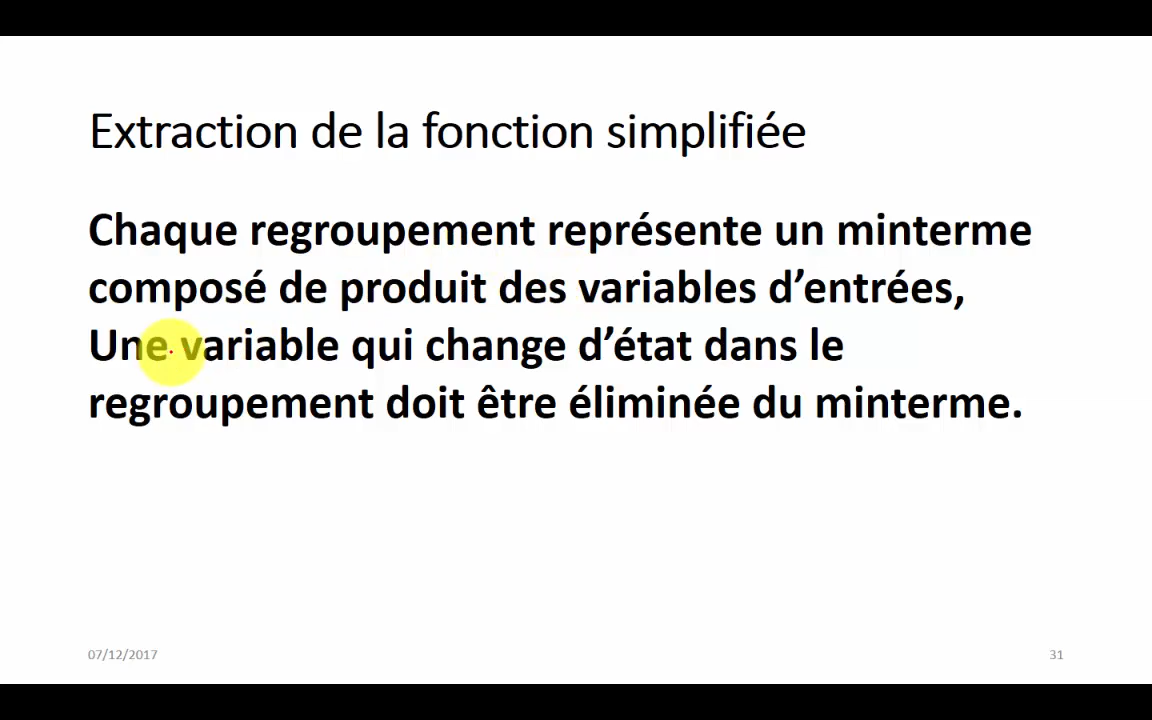 Extraction de la fonction simplifiée
Chaque regroupement représente un minterme
composé de produit des variables d’entrées,
Une variable qui change d’état dans le
regroupement doit être éliminée du minterme.
07/12/2017
31